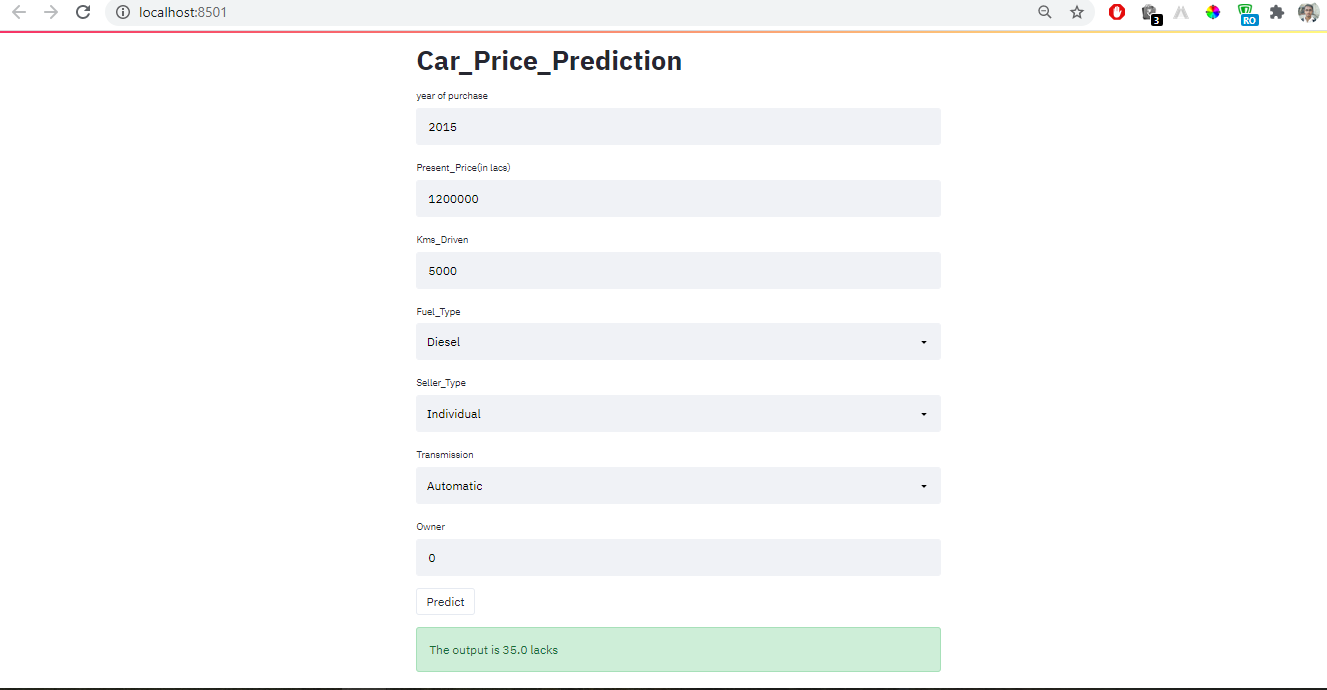 localhost:8501
3
RO
Car_Price_Prediction
year of purchase
2015
Present_Price(in lacs)
1200000
Kms_Driven
5000
Fuel_Type
Diesel
Seller_Type
Individual
Transmission
Automatic
Owner
0
Predict
The output is 35.0 lacks